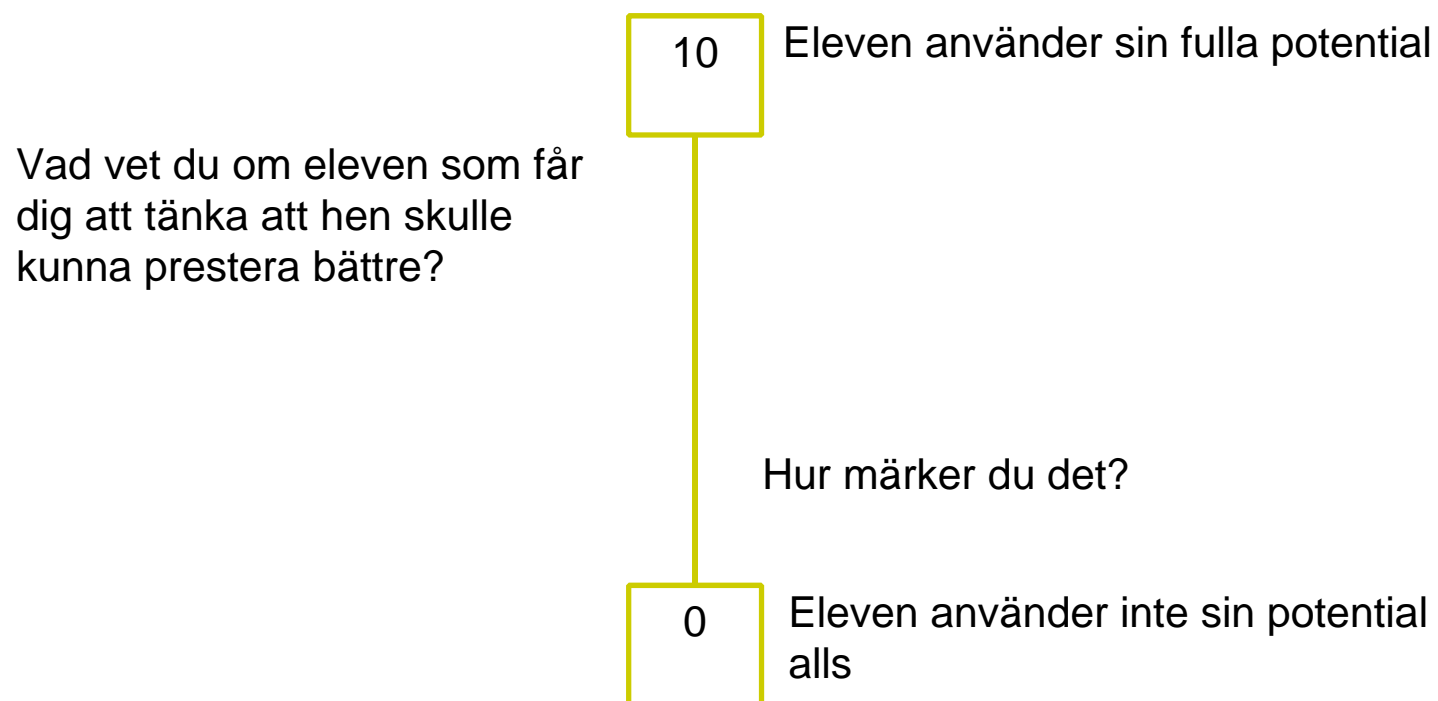 10
Eleven använder sin fulla potential
Vad vet du om eleven som får
dig att tänka att hen skulle
kunna prestera bättre?
Hur märker du det?
0
Eleven använder inte sin potential
alls